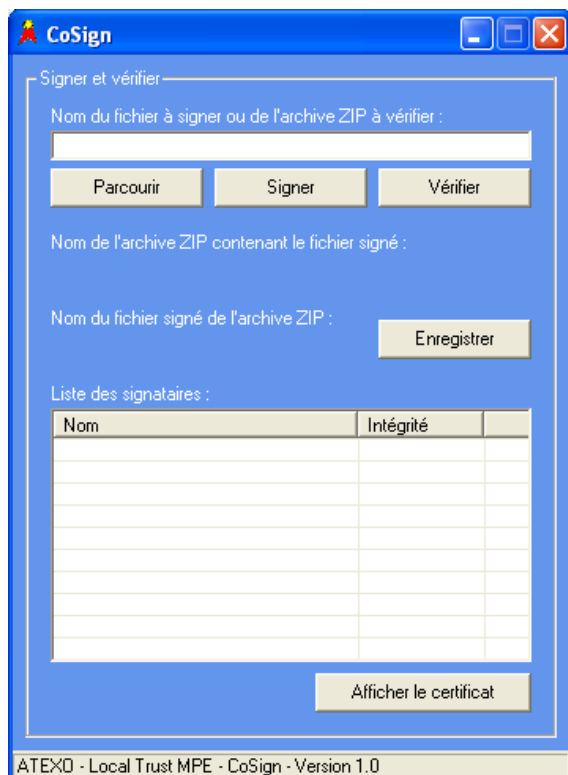 CoSign
Signer et vérifier
Nom du fichier à signer ou de l'archive ZIP à vérifier :
Parcourir Signer Vérifier
Nom de l'archive ZIP contenant le fichier signé :
Nom du fichier signé de l'archive ZIP :
Enregistrer
Liste des signataires :
Nom Intégrité
Afficher le certificat
ATEXO - Local Trust MPE - CoSign - Version 1.0